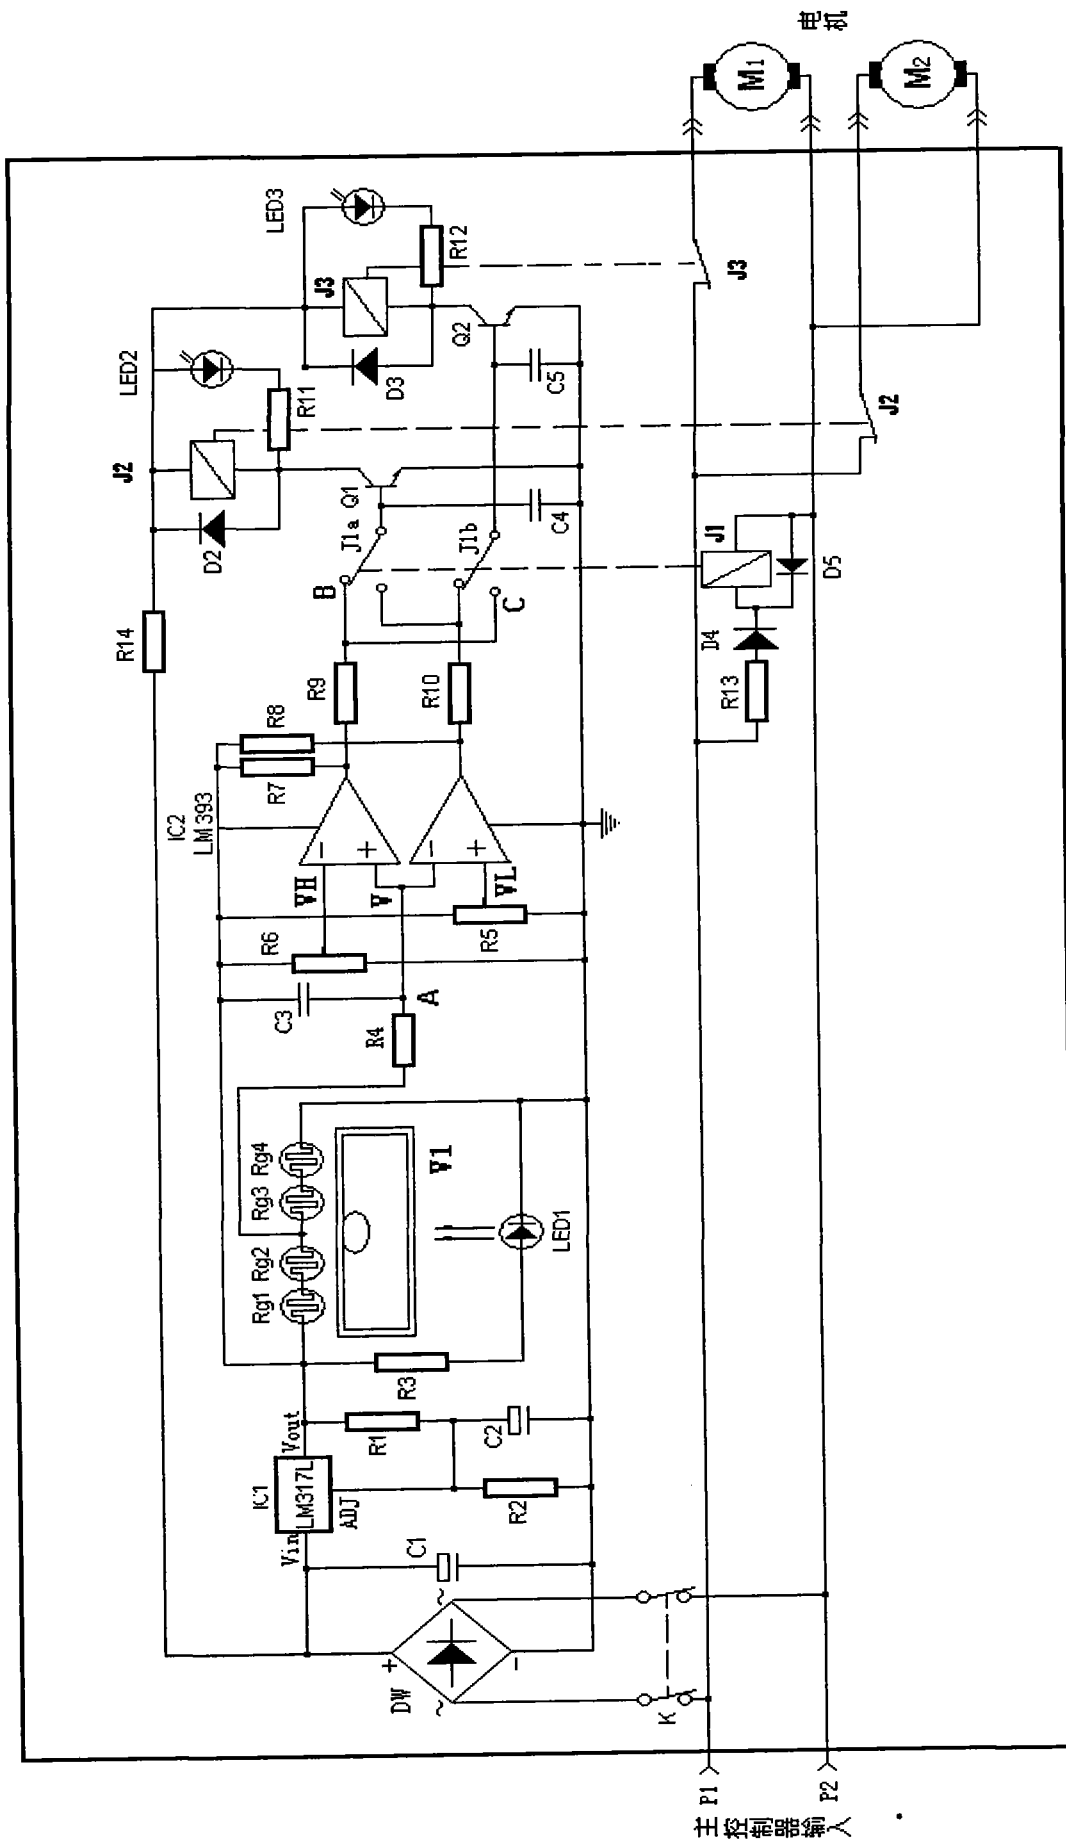 电机
M1
M2
LED3
J3
R12
D3
Q2
C5
J3
LED2
R11
J2
D2
Q1
C4
J2
J1a
J1b
B
C
J1
D5
D4
R13
R14
R9
R10
R8
R7
IC2
LM393
VH
V
VL
-
+
-
+
R6
R5
C3
A
R4
Rg1
Rg2
Rg3
Rg4
V1
LED1
R3
Vout
IC1
LM317L
ADJ
Vin
R1
C2
R2
C1
~
+
-
DW
~
K
P1
P2
主控制器输入